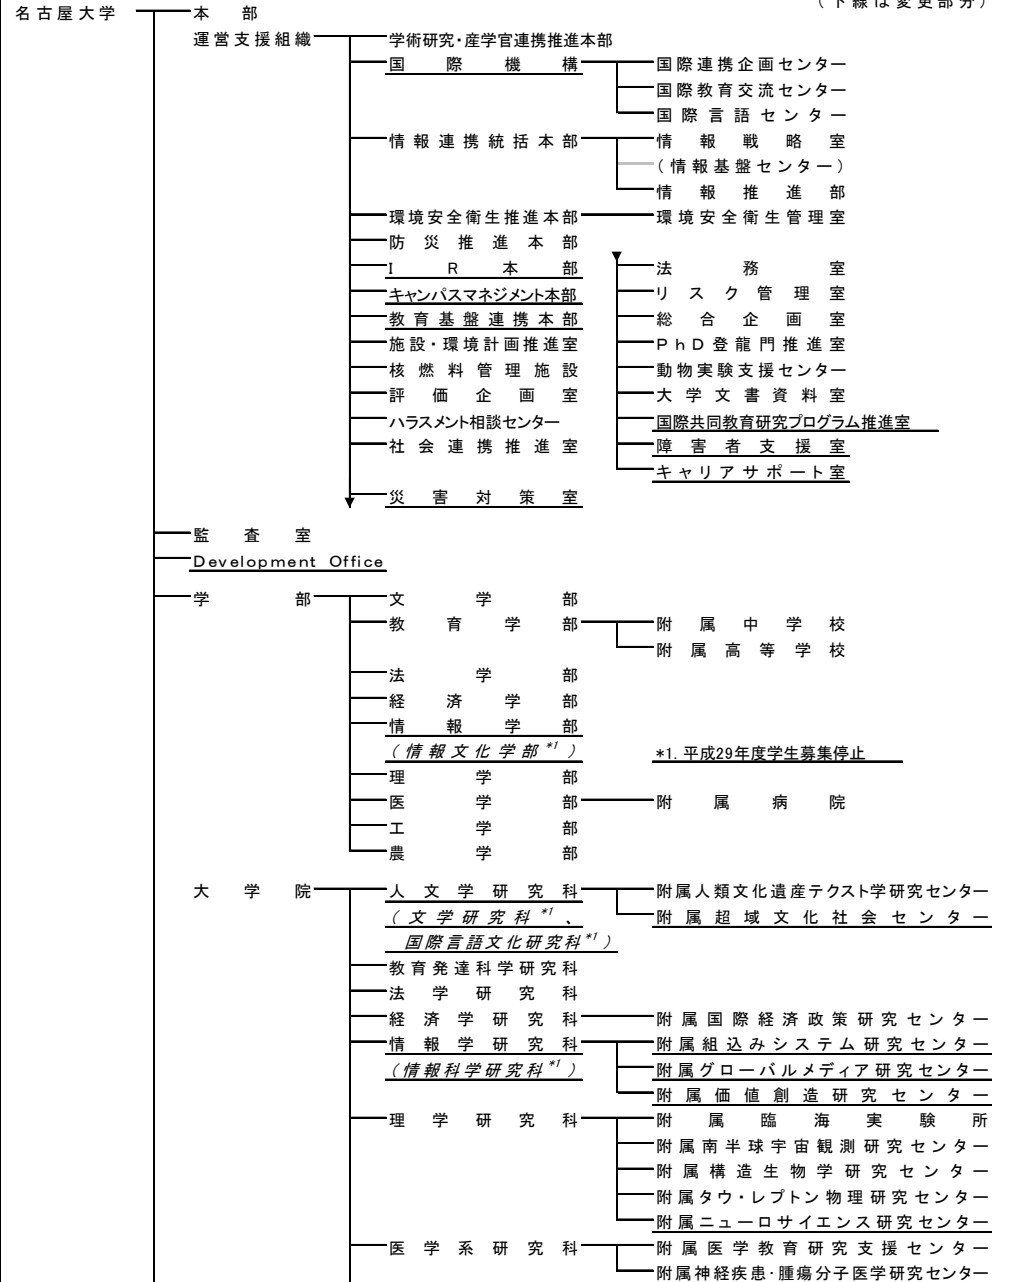 (下線は変更部分)
名古屋大学 本部
運営支援組織 学術研究・産学官連携推進本部
国際機構 国際連携企画センター
国際教育交流センター
国際言語センター
情報連携統括本部 情報戦略室
(情報基盤センター)
情報推進部
環境安全衛生推進本部 環境安全衛生管理室
防災推進本部
IR本部 法務室
キャンパスマネジメント本部 リスク管理室
教育基盤連携本部 総合企画室
施設・環境計画推進室 PhD登龍門推進室
核燃料管理施設 動物実験支援センター
評価企画室 大学文書資料室
ハラスメント相談センター 国際共同教育研究プログラム推進室
社会連携推進室 障害者支援室
キャリアサポート室
災害対策室
監査室
Development Office
学部 文学部
教育学部 附属中学校
附属高等学校
法学部
経済学部
情報学部
(情報文化学部*1) *1. 平成29年度学生募集停止
理学部
医学部 附属病院
工学部
農学部
大学院 人文学研究科 附属人類文化遺産テクスト学研究センター
(文学研究科*1、 附属超域文化社会センター
国際言語文化研究科*1)
教育発達科学研究科
法学研究科
経済学研究科 附属国際経済政策研究センター
情報学研究科 附属組込みシステム研究センター
(情報科学研究科*1) 附属グローバルメディア研究センター
附属価値創造研究センター
理学研究科 附属臨海実験所
附属南半球宇宙観測研究センター
附属構造生物学研究センター
附属タウ・レプトン物理研究センター
附属ニューロサイエンス研究センター
医学系研究科 附属医学教育研究支援センター
附属神経疾患・腫瘍分子医学研究センター